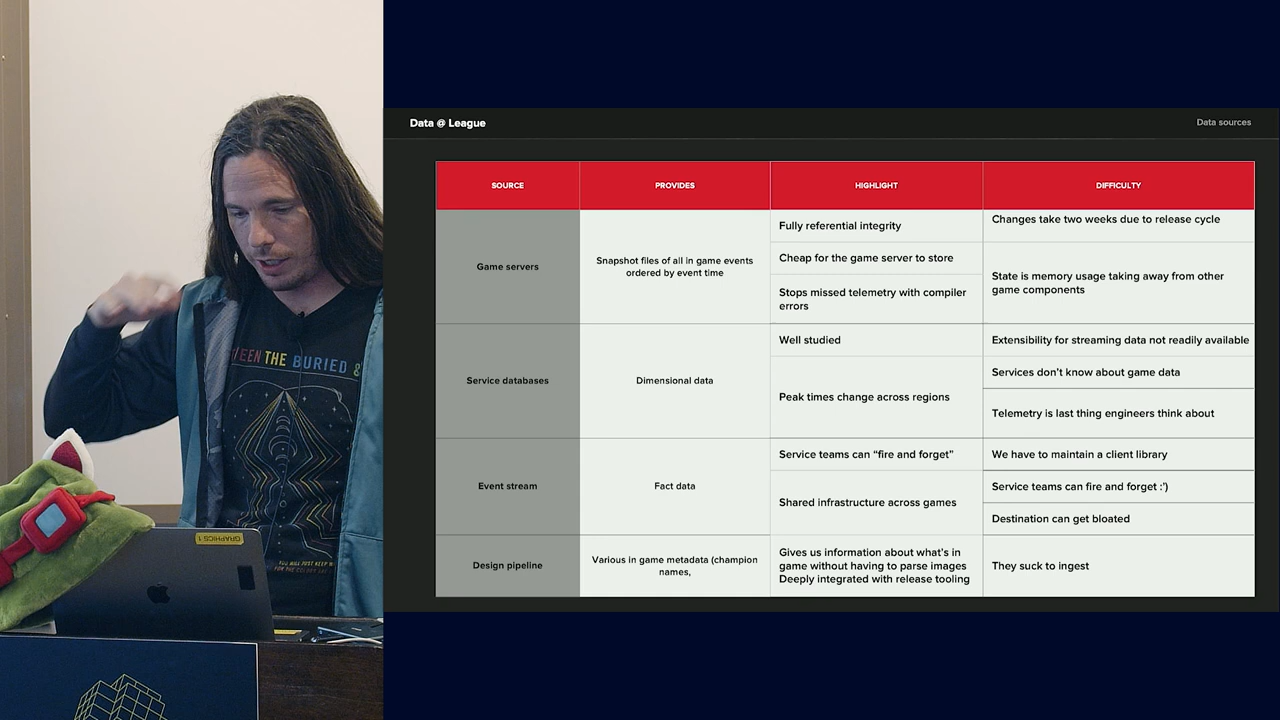 Data @ League
Data sources
SOURCE
PROVIDES
HIGHLIGHT
DIFFICULTY
Game servers
Snapshot files of all in game events
ordered by event time
Fully referential integrity
Cheap for the game server to store
Stops missed telemetry with compiler
errors
Changes take two weeks due to release cycle
State is memory usage taking away from other
game components
Service databases
Dimensional data
Well studied
Peak times change across regions
Extensibility for streaming data not readily available
Services don't know about game data
Telemetry is last thing engineers think about
Event stream
Fact data
Service teams can “fire and forget”
Shared infrastructure across games
We have to maintain a client library
Service teams can fire and forget :')
Destination can get bloated
Design pipeline
Various in game metadata (champion
names,
Gives us information about what's in
game without having to parse images
Deeply integrated with release tooling
They suck to ingest
THE BURIED &
GRAPHICS 1